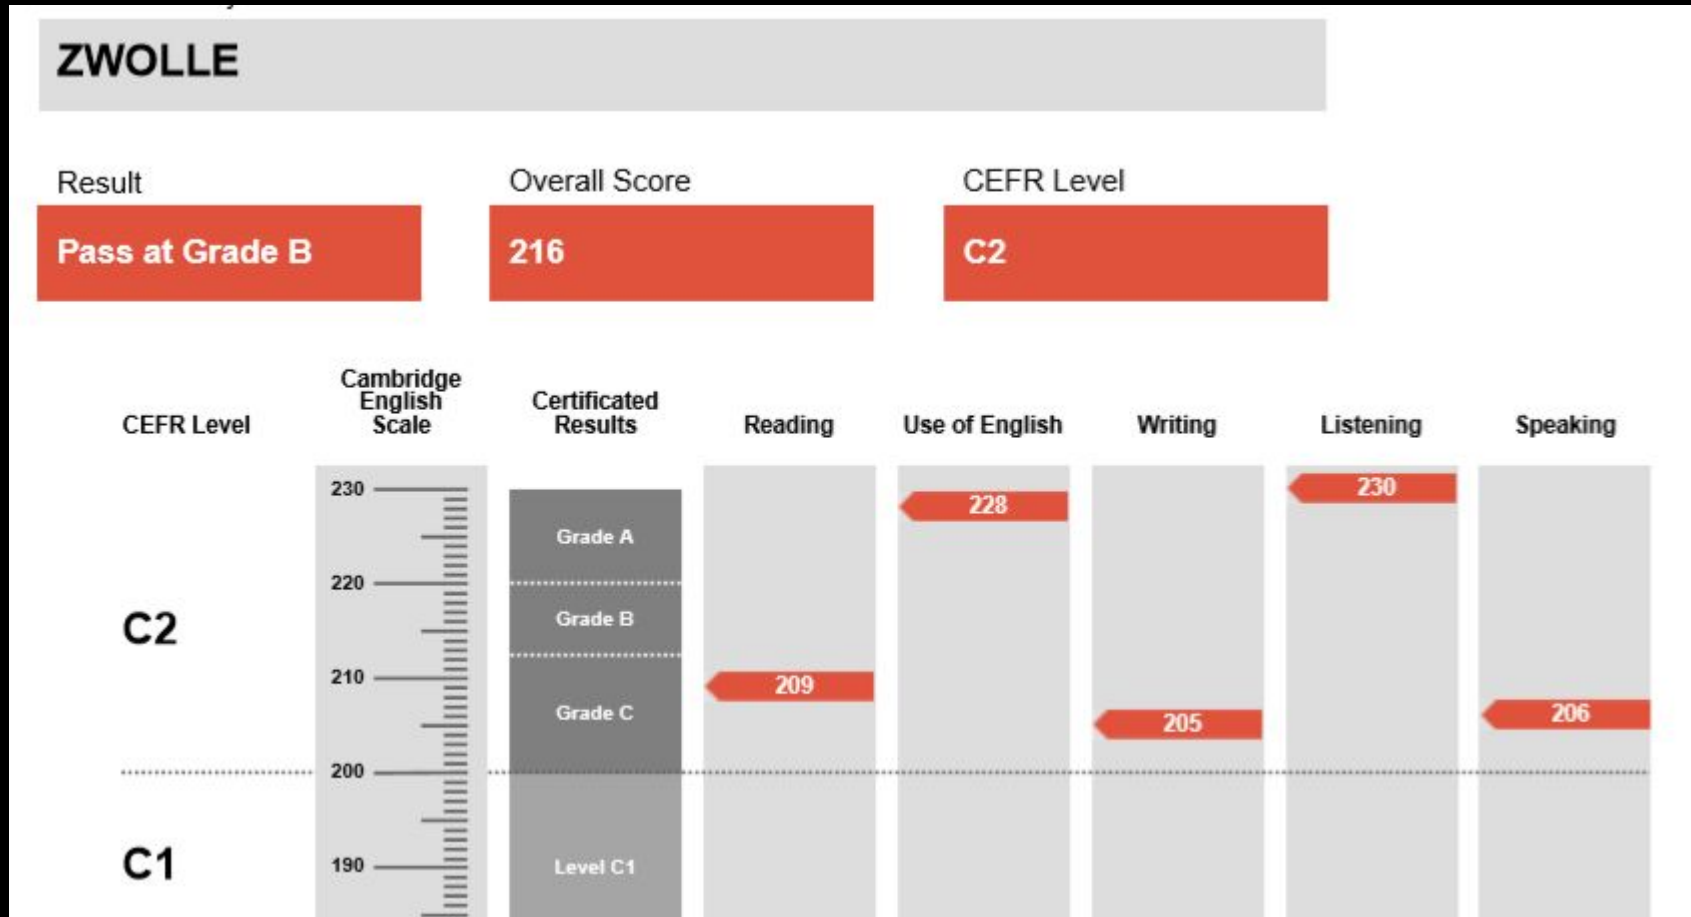 ZWOLLE
Result
Overall Score
CEFR Level
Pass at Grade B
216
C2
CEFR Level
Cambridge
English
Scale
Certificated
Results
Reading
Use of English
Writing
Listening
Speaking
230
230
228
Grade A
220
C2
Grade B
210
209
Grade C
205
206
200
C1
190
Level C1